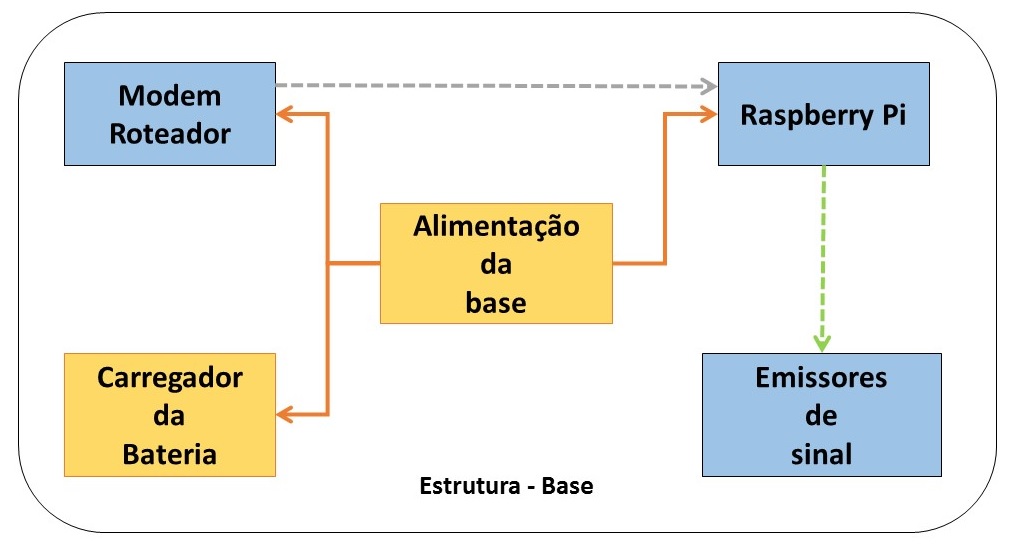 Modem
Roteador
Raspberry Pi
Alimentação
da
base
Carregador
da
Bateria
Emissores
de
sinal
Estrutura - Base